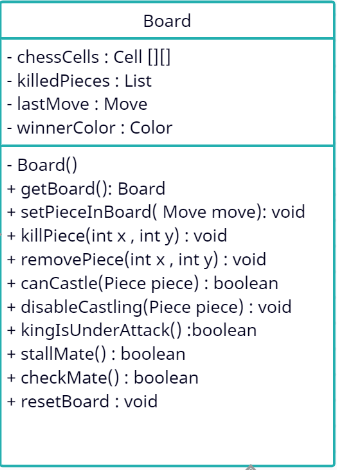 Board
- chessCells : Cell [][]
- killedPieces : List
- lastMove : Move
- winnerColor : Color
- Board()
+ getBoard(): Board
+ setPieceInBoard( Move move): void
+ killPiece(int x , int y) : void
+ removePiece(int x , int y) : void
+ canCastle(Piece piece) : boolean
+ disableCastling(Piece piece) : void
+ kingIsUnderAttack() :boolean
+ stallMate() : boolean
+ checkMate() : boolean
+ resetBoard : void